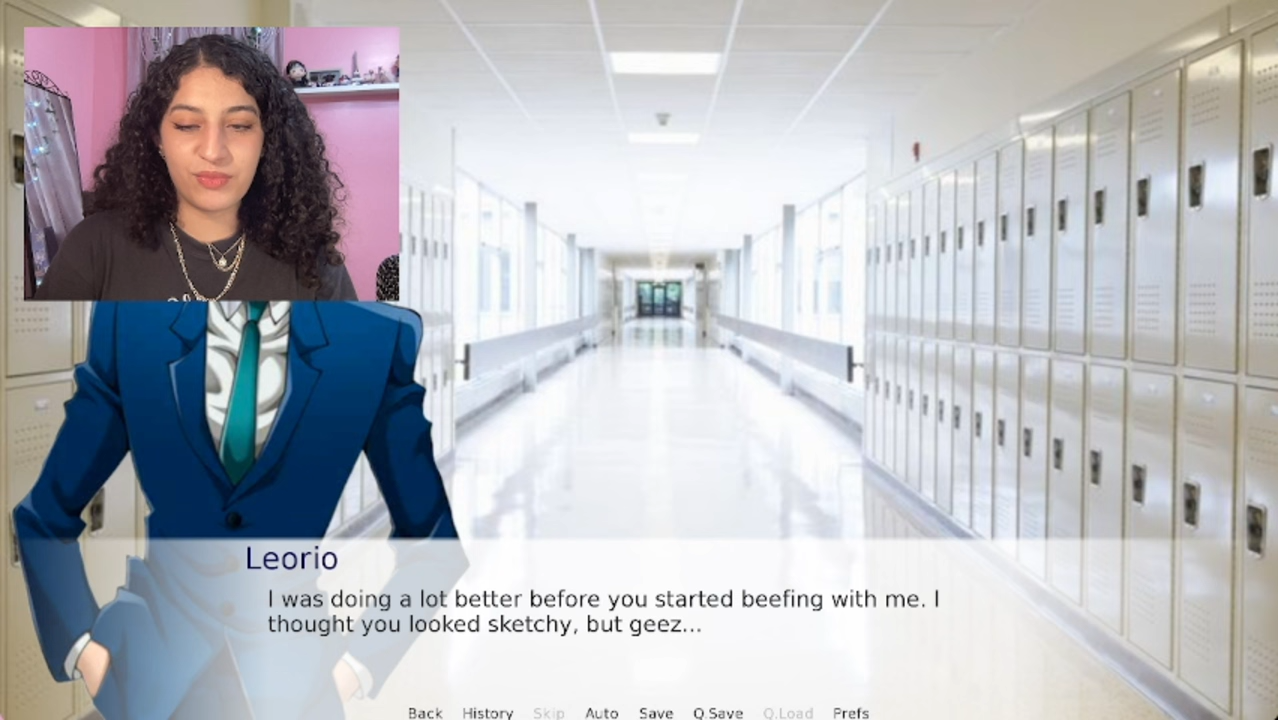 Leorio
I was doing a lot better before you started beefing with me. I
thought you looked sketchy, but geez...
Back History Skip Auto Save Q.Save Q.Load Prefs